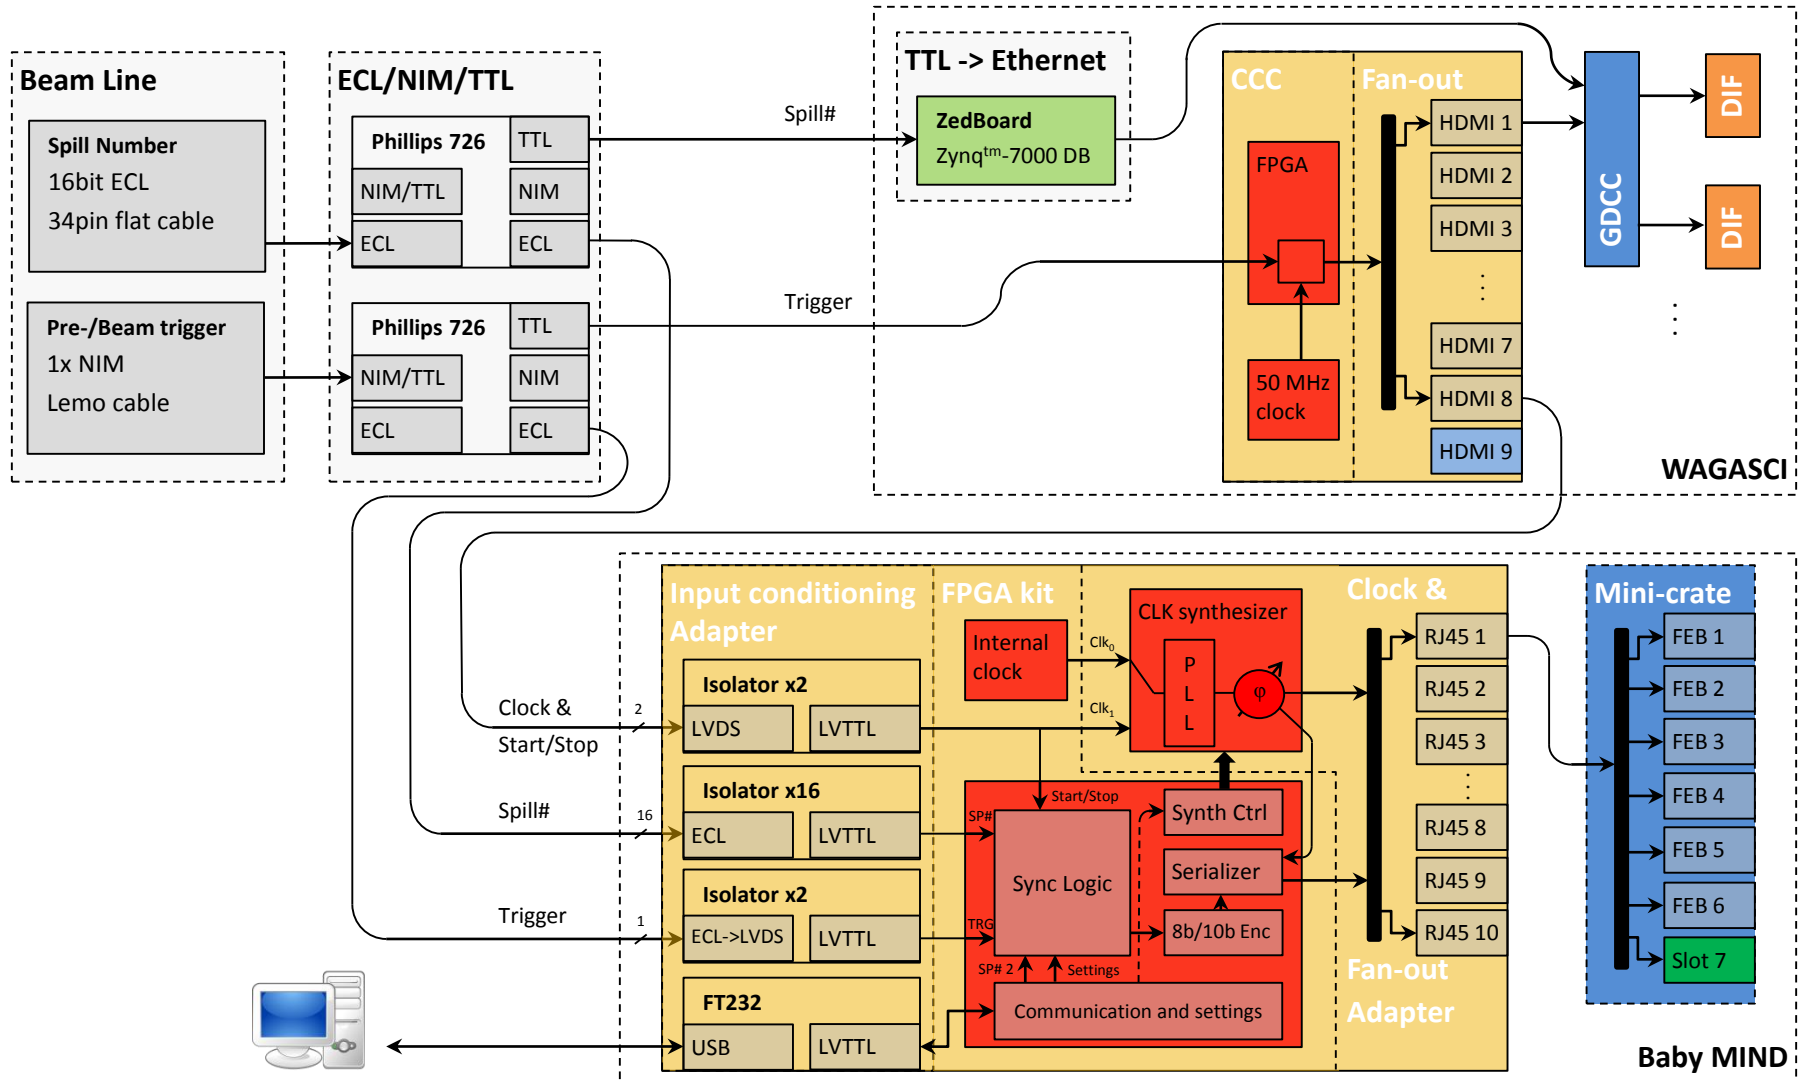 Beam Line
Spill Number
16bit ECL
34pin flat cable
Pre-/Beam trigger
1x NIM
Lemo cable
ECL/NIM/TTL
Phillips 726
TTL
NIM/TTL
NIM
ECL
ECL
Phillips 726
TTL
NIM/TTL
NIM
ECL
ECL
Spill#
Trigger
TTL -> Ethernet
ZedBoard
Zynq™-7000 DB
CCC
FPGA
50 MHz
clock
Fan-out
HDMI 1
HDMI 2
HDMI 3
⋮
HDMI 7
HDMI 8
HDMI 9
GDCC
DIF
DIF
⋮
WAGASCI
Clock &
Start/Stop
2
Spill#
16
Trigger
1
Input conditioning
Adapter
Isolator x2
LVDS
LVTTL
Isolator x16
ECL
LVTTL
Isolator x2
ECL->LVDS
LVTTL
FT232
USB
LVTTL
FPGA kit
Internal
clock
Clk0
Clk1
CLK synthesizer
P
L
L
φ
Start/Stop
SP#
TRG
Sync Logic
Synth Ctrl
Serializer
8b/10b Enc
SP# 2
Settings
Communication and settings
Clock &
RJ45 1
RJ45 2
RJ45 3
⋮
RJ45 8
RJ45 9
RJ45 10
Fan-out
Adapter
Mini-crate
FEB 1
FEB 2
FEB 3
FEB 4
FEB 5
FEB 6
Slot 7
Baby MIND